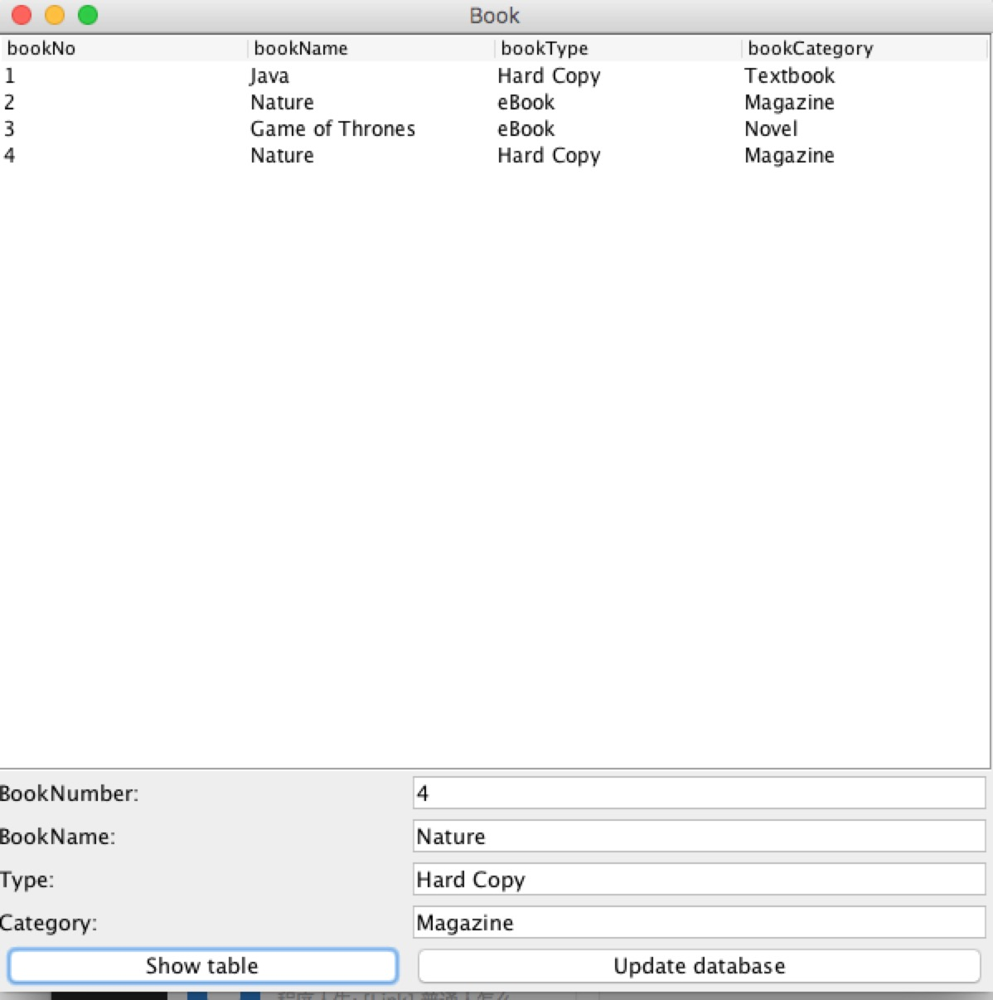 Book
bookNo bookName bookType bookCategory
1 Java Hard Copy Textbook
2 Nature eBook Magazine
3 Game of Thrones eBook Novel
4 Nature Hard Copy Magazine
BookNumber: 4
BookName: Nature
Type: Hard Copy
Category: Magazine
Show table Update database